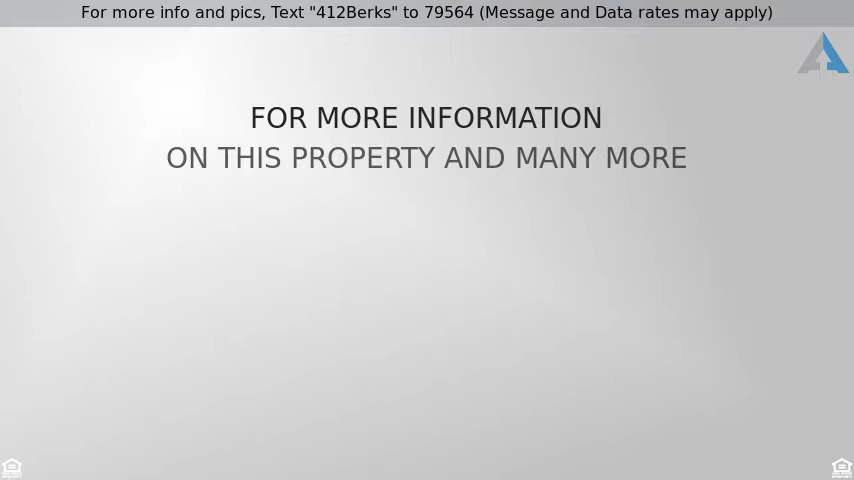 For more info and pics, Text "412Berks" to 79564 (Message and Data rates may apply)
FOR MORE INFORMATION
ON THIS PROPERTY AND MANY MORE